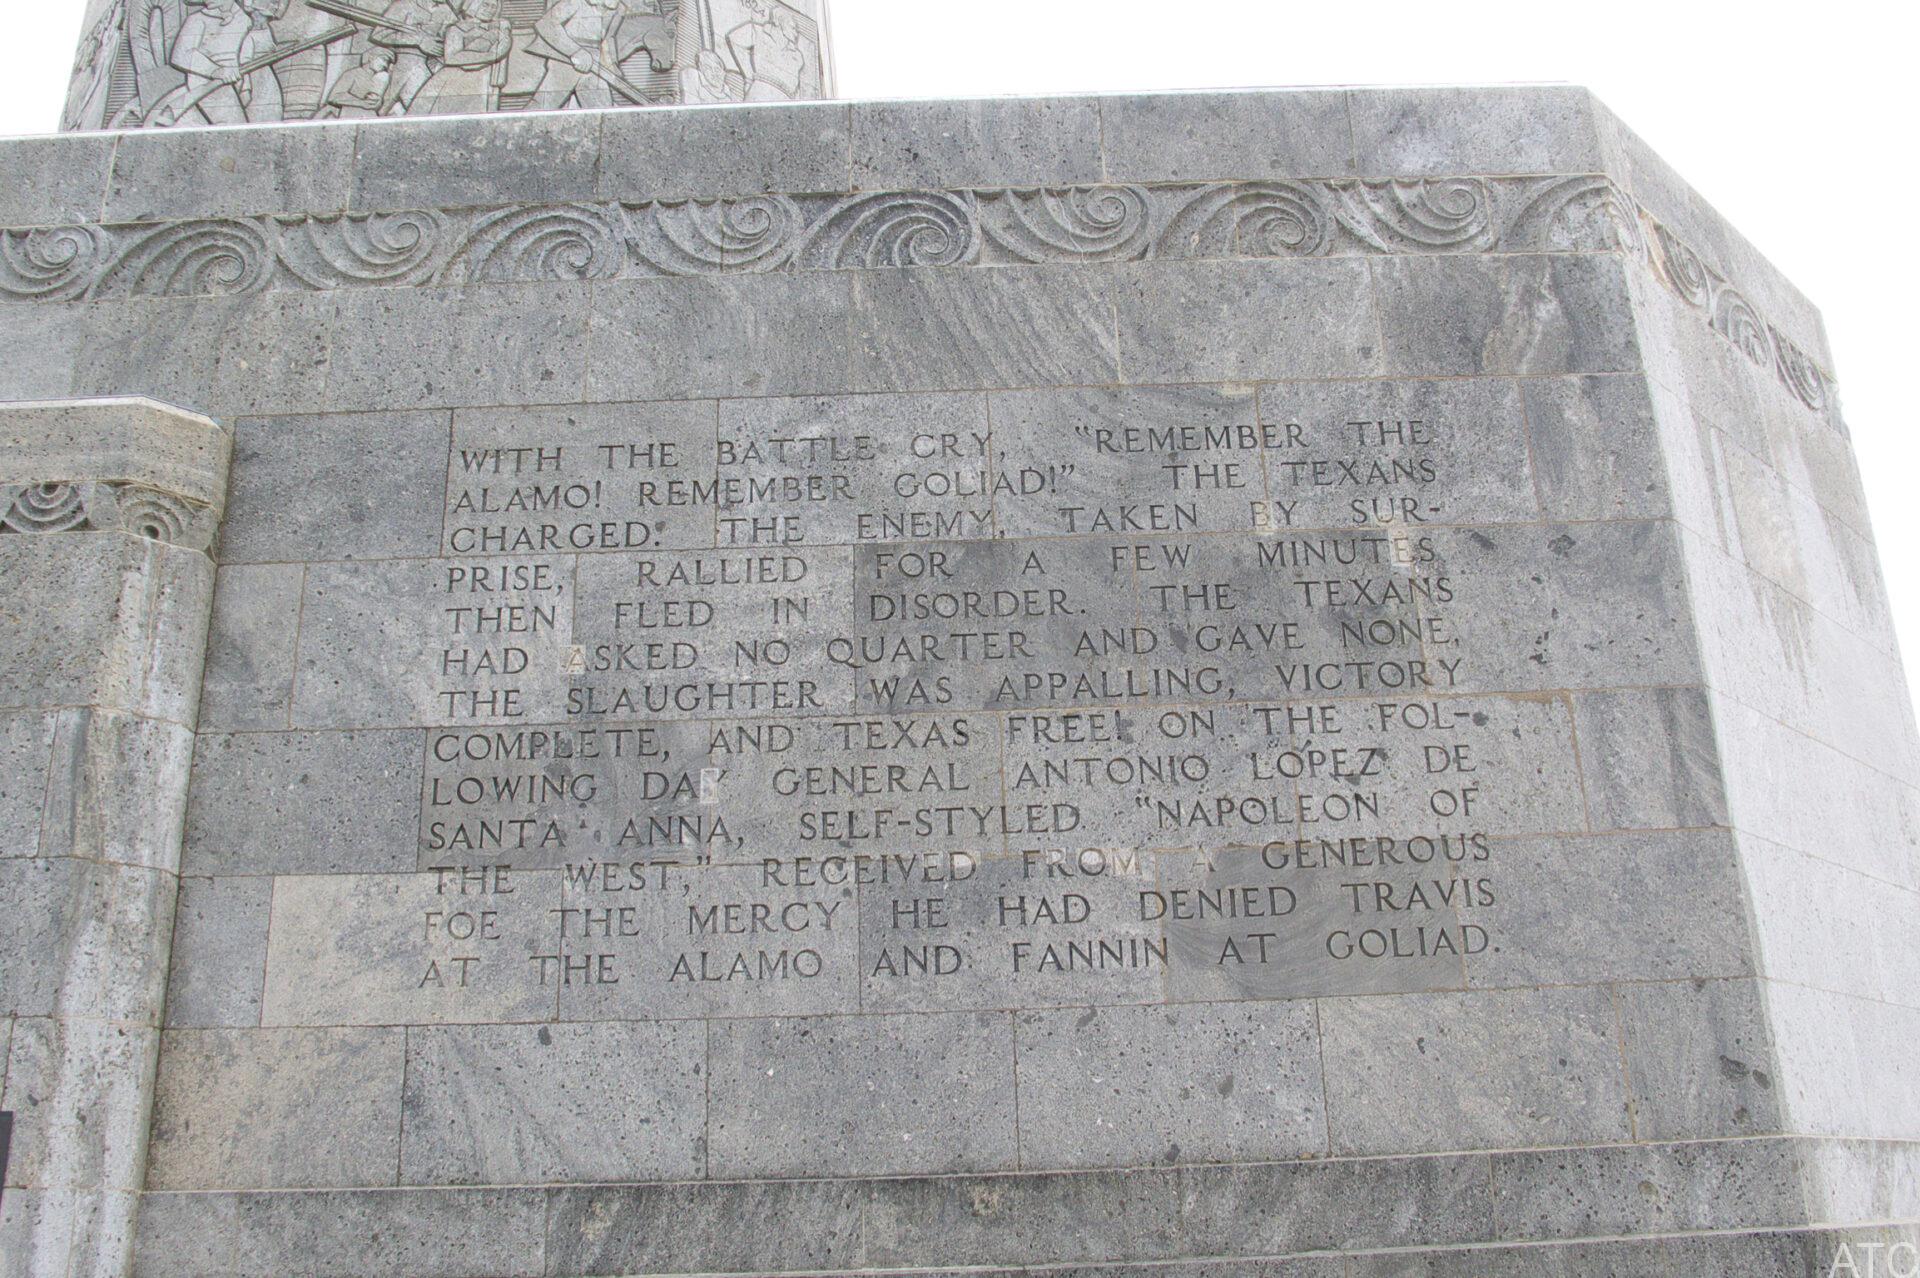 1824
WITH THE BATTLE CRY, "REMEMBER THE
ALAMO! REMEMBER GOLIAD!" THE TEXANS
CHARGED. THE ENEMY, TAKEN BY SUR-
PRISE, RALLIED FOR A FEW MINUTES
THEN FLED IN DISORDER. THE TEXANS
HAD ASKED NO QUARTER AND GAVE NONE.
THE SLAUGHTER WAS APPALLING, VICTORY
COMPLETE, AND TEXAS FREE! ON THE FOL-
LOWING DAY GENERAL ANTONIO LOPEZ DE
SANTA ANNA, SELF-STYLED "NAPOLEON OF
THE WEST," RECEIVED FROM A GENEROUS
FOE THE MERCY HE HAD DENIED TRAVIS
AT THE ALAMO AND FANNIN AT GOLIAD.
ATC